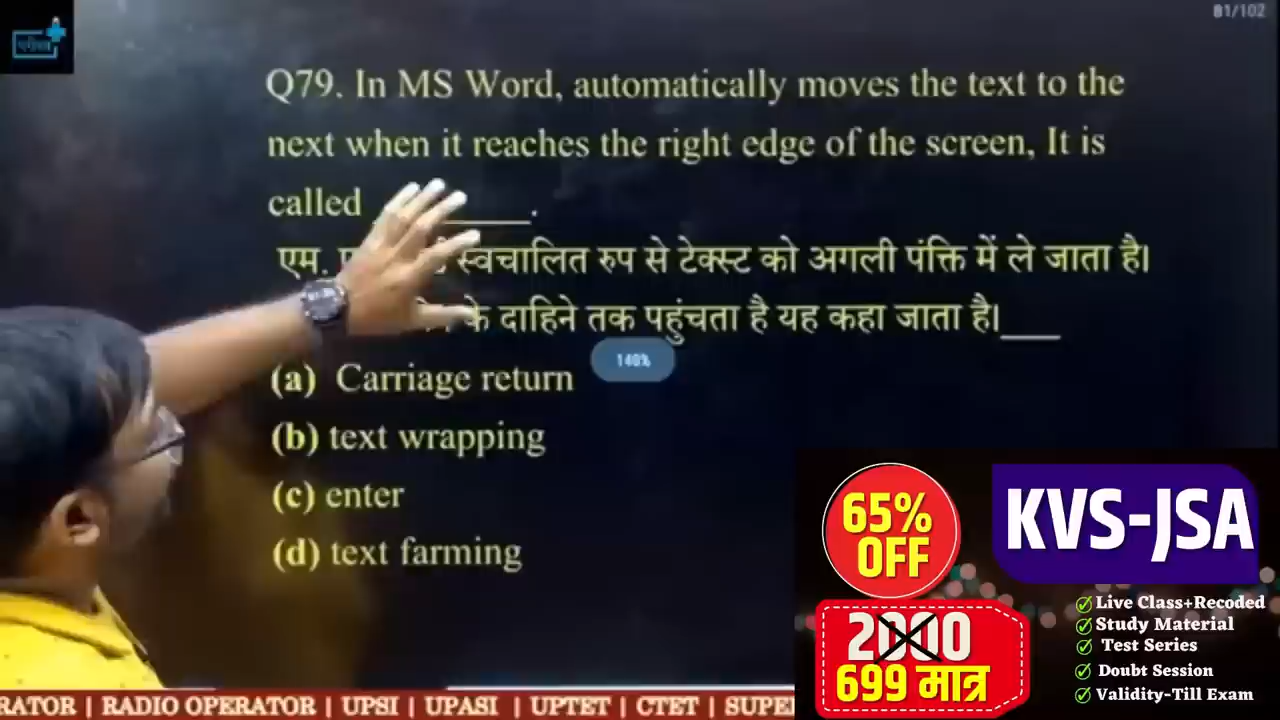 81/102
Q79. In MS Word, automatically moves the text to the
next when it reaches the right edge of the screen, It is
called ______.
एम. स्वचालित रुप से टेक्स्ट को अगली पंक्ति में ले जाता है।
के दाहिने तक पहुंचता है यह कहा जाता है।___
140%
(a) Carriage return
(b) text wrapping
(c) enter
(d) text farming
65%
OFF
KVS-JSA
2000
699 मात्र
Live Class+Recoded
Study Material
Test Series
Doubt Session
Validity-Till Exam
RATOR | RADIO OPERATOR | UPSI | UPASI | UPTET | CTET | SUPE